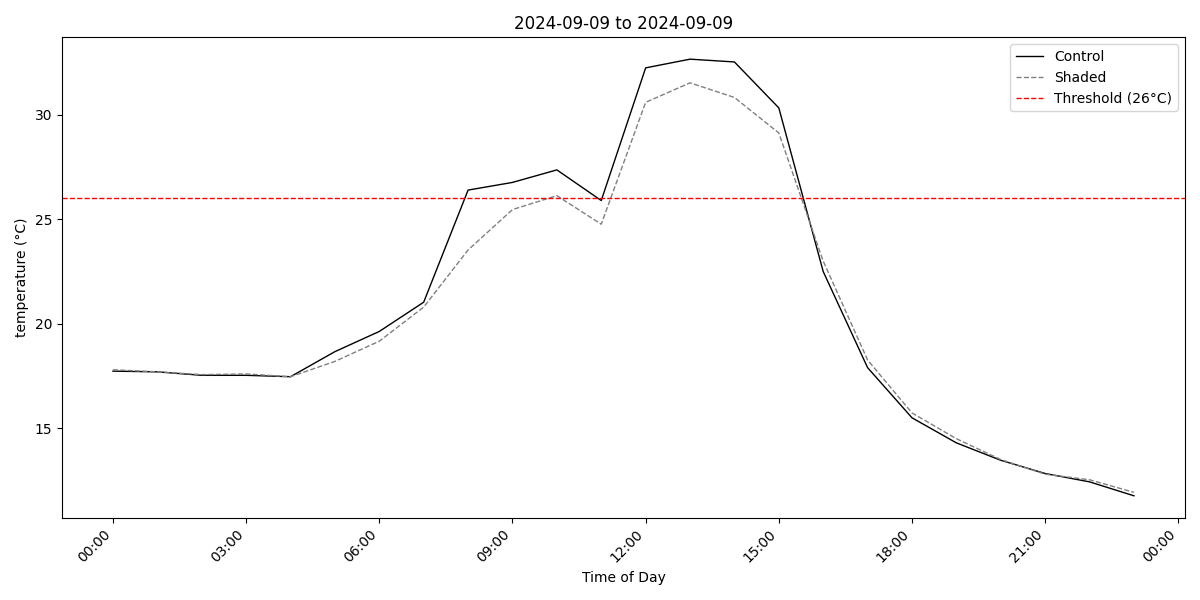 2024-09-09 to 2024-09-09
Control
Shaded
Threshold (26°C)
temperature (°C)
30
25
20
15
00:00
03:00
06:00
09:00
12:00
15:00
18:00
21:00
00:00
Time of Day